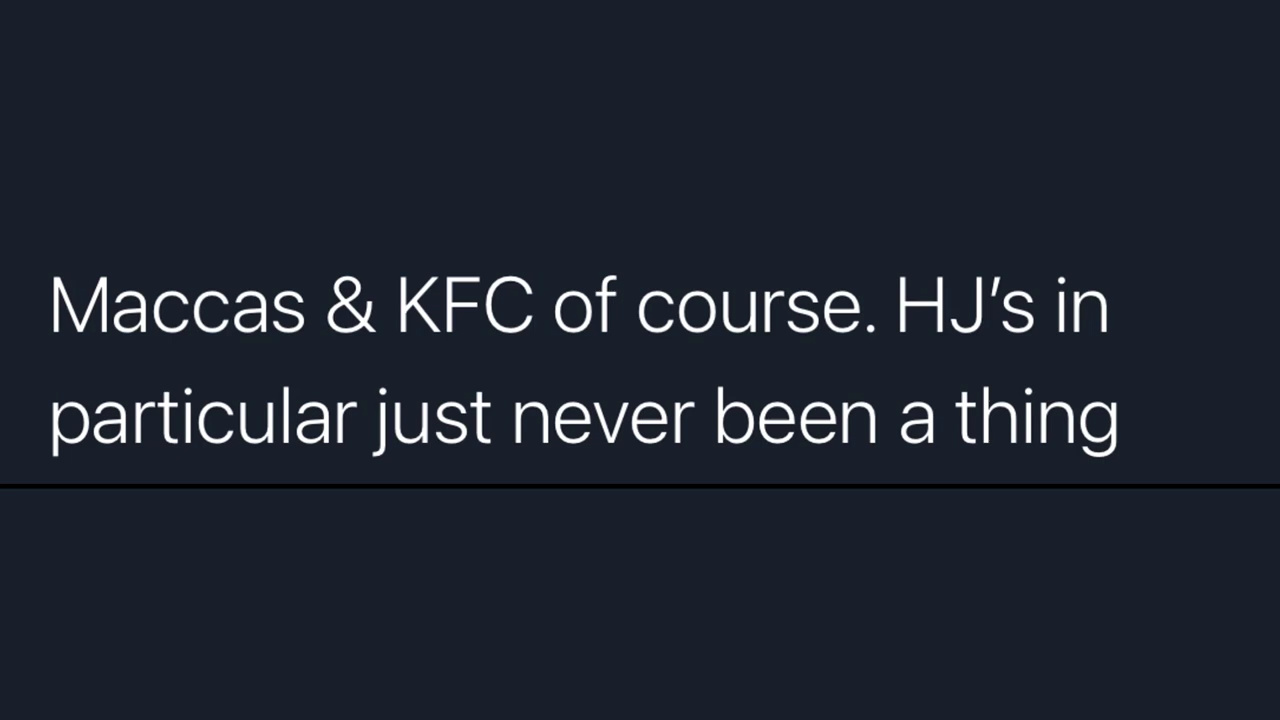 Maccas & KFC of course. HJ’s in
particular just never been a thing